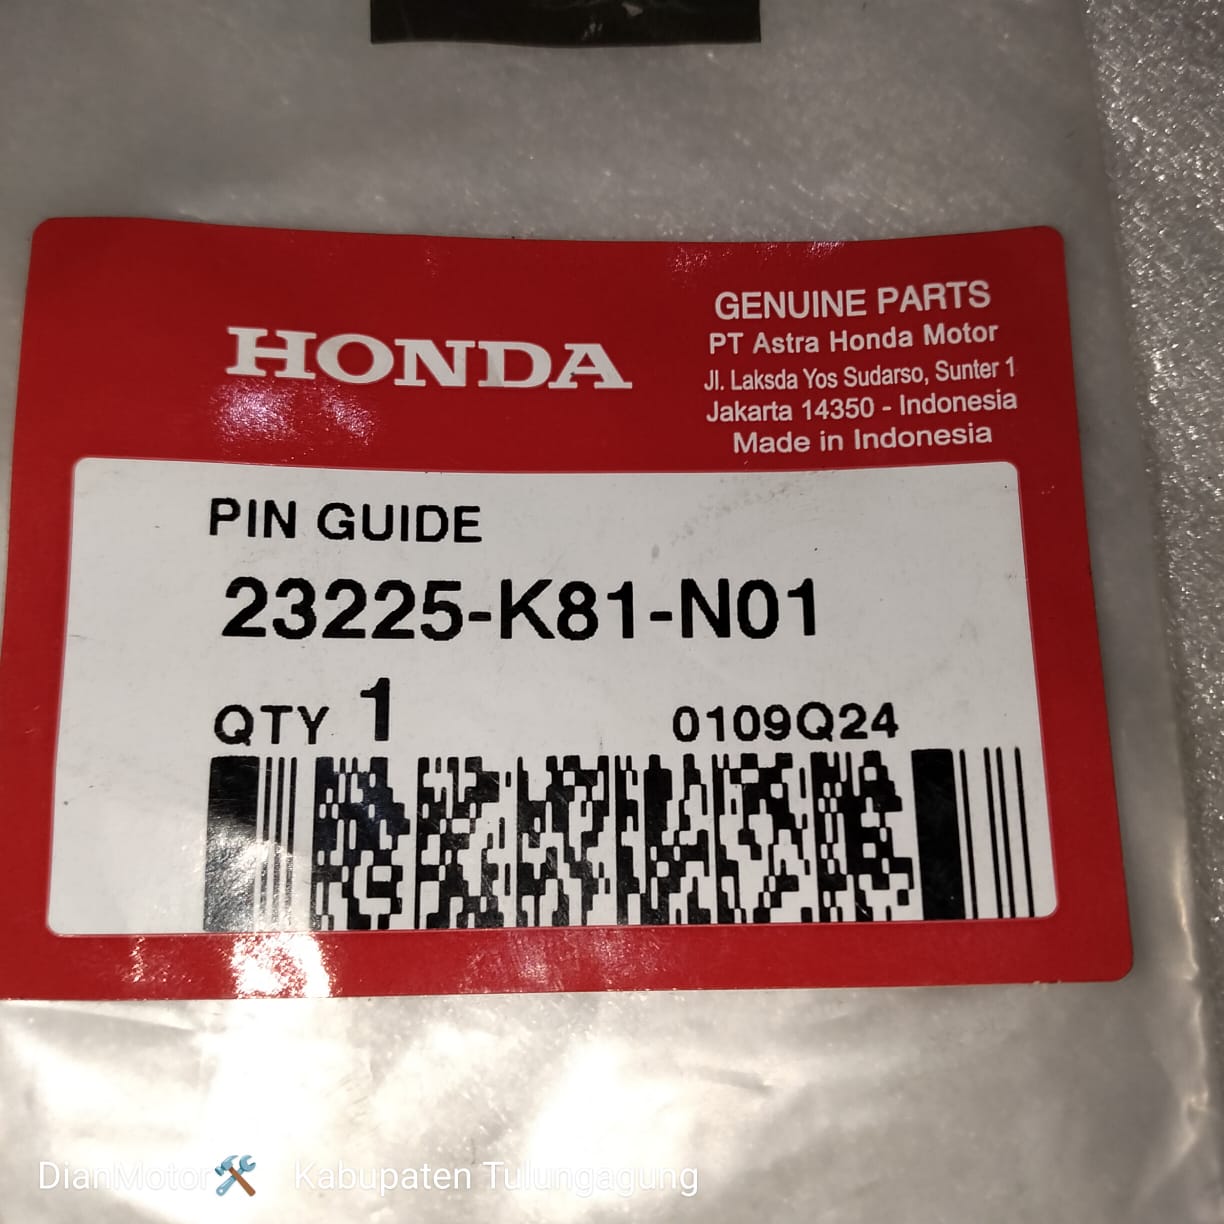 HONDA
GENUINE PARTS
PT Astra Honda Motor
Jl. Laksda Yos Sudarso, Sunter 1
Jakarta 14350 - Indonesia
Made in Indonesia
PIN GUIDE
23225-K81-N01
QTY 1
0109Q24
DianMotor🛠️ Kabupaten Tulungagung